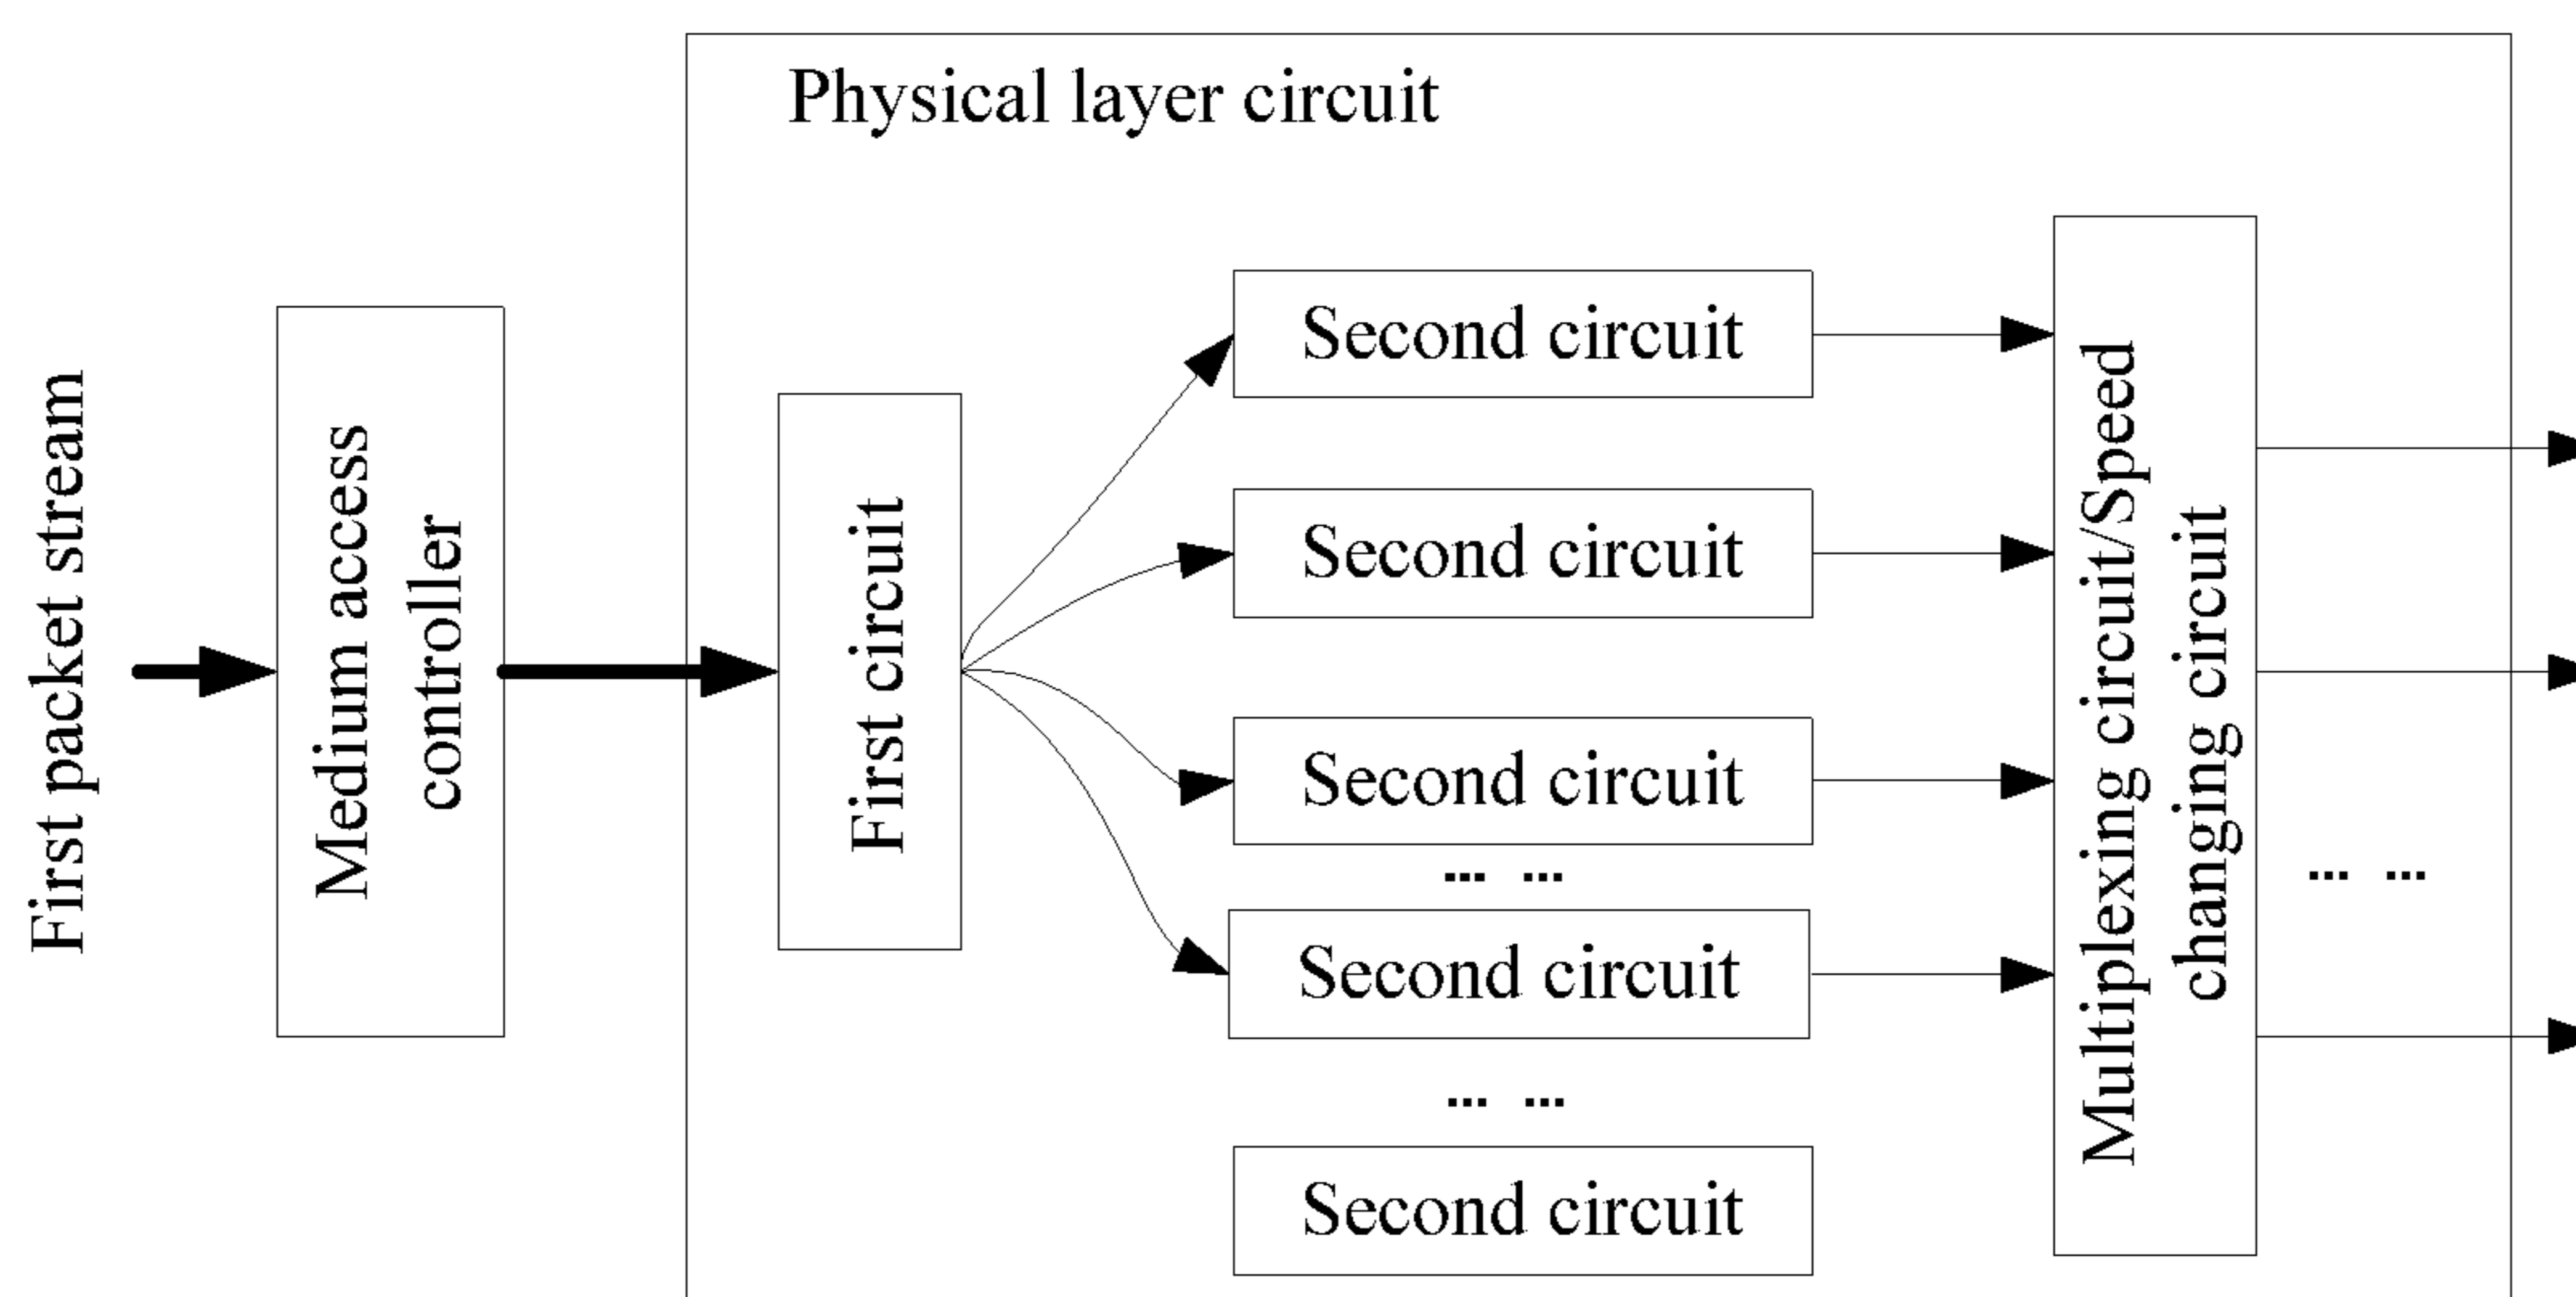 Physical layer circuit
First packet stream
Medium access
controller
First circuit
Second circuit
Second circuit
Second circuit
... ...
Second circuit
... ...
Second circuit
Multiplexing circuit/Speed
changing circuit
... ...